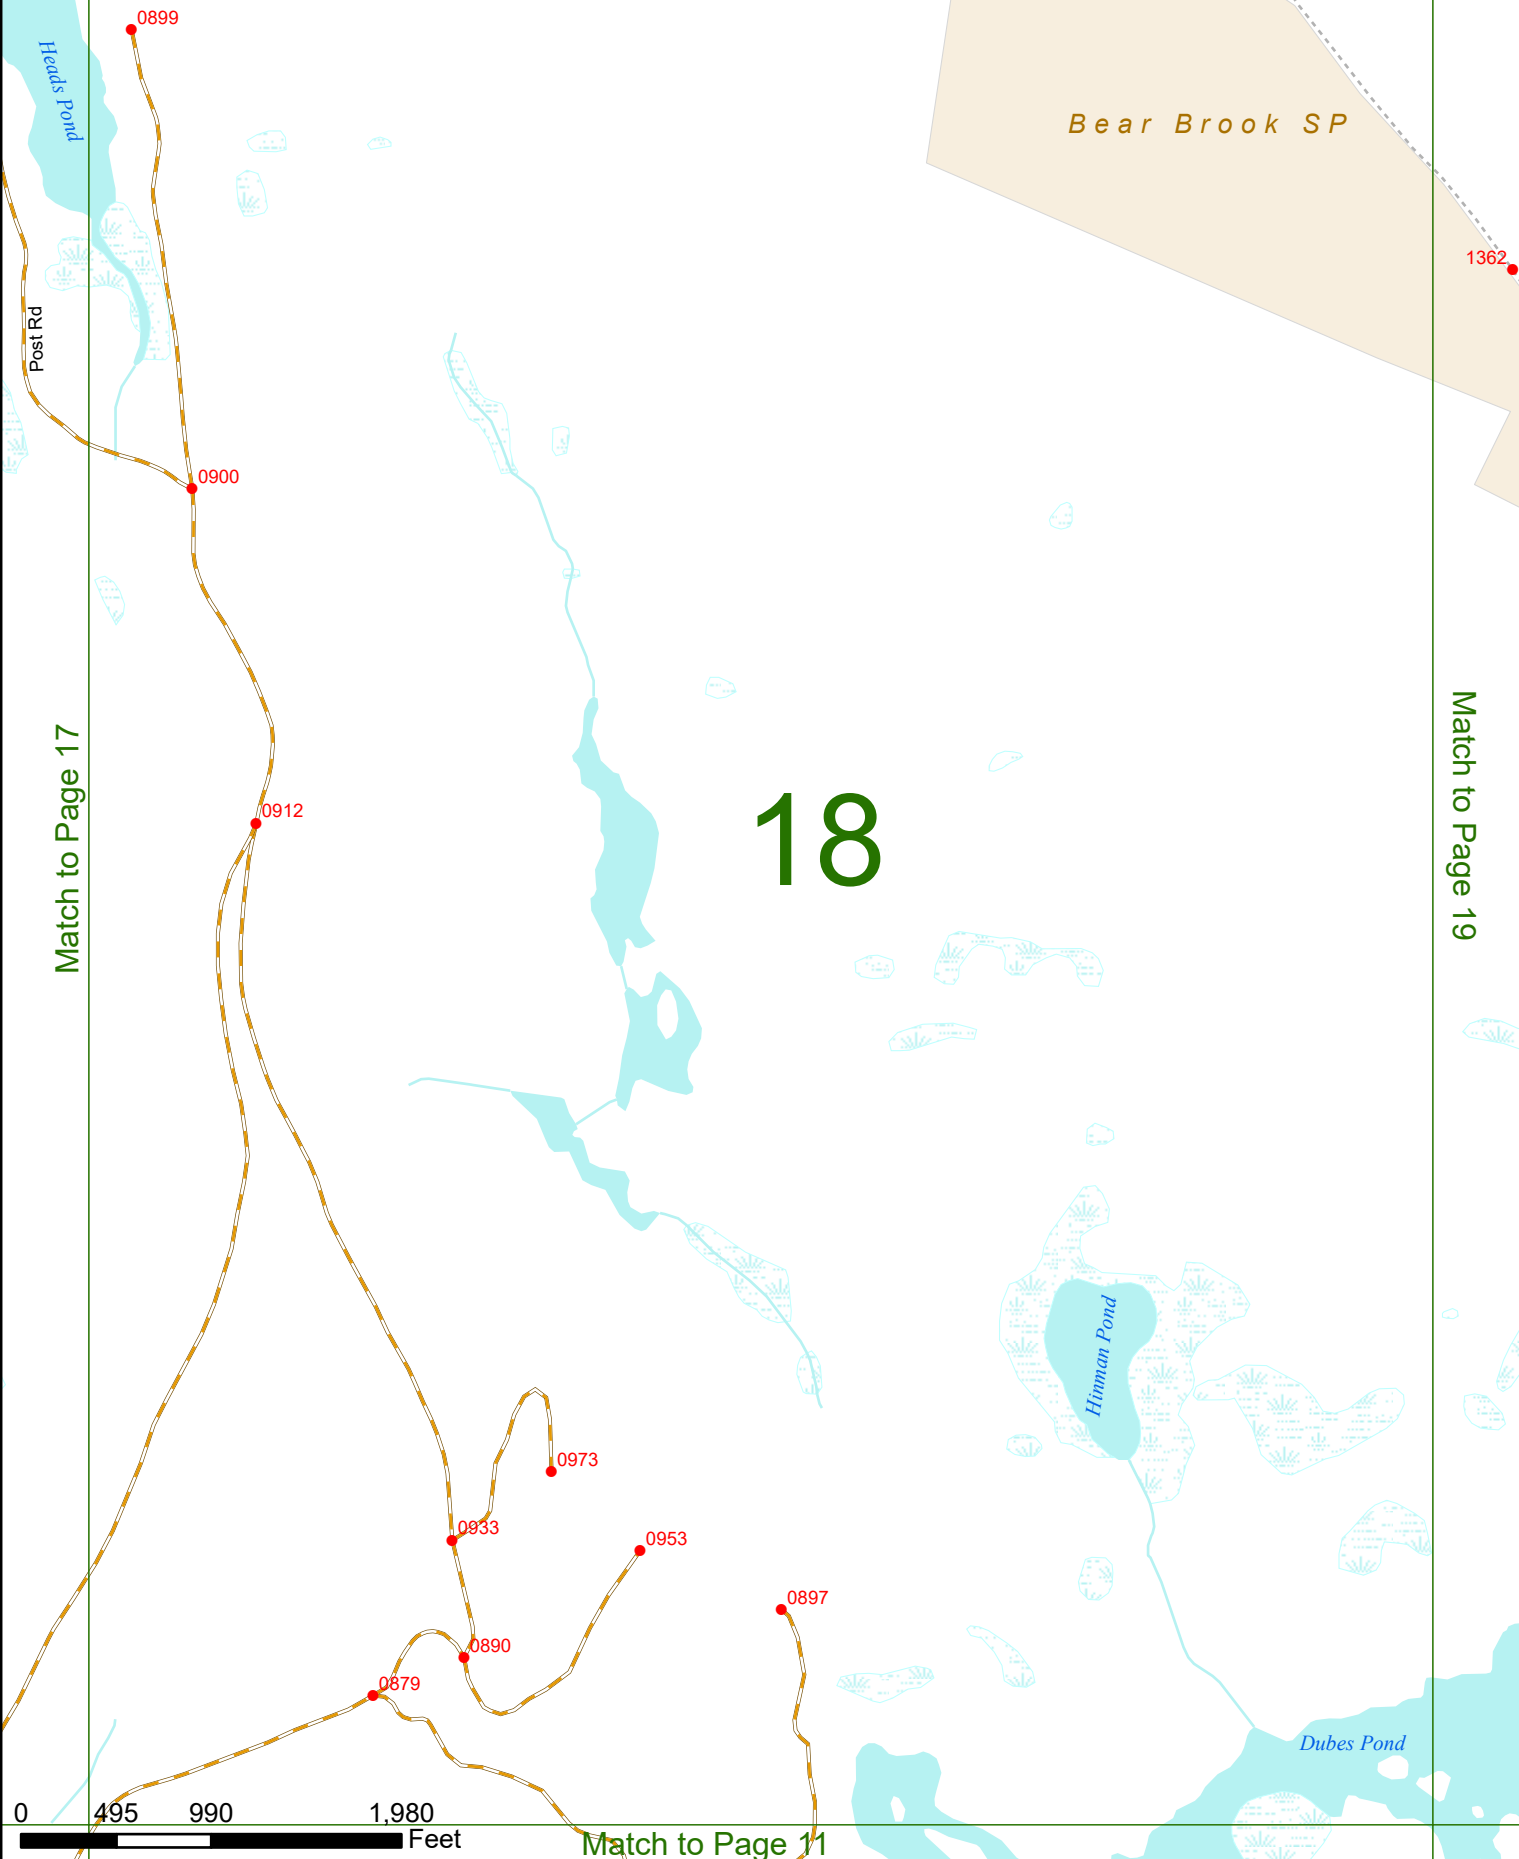 0899
Heads Pond
Bear Brook SP
1362
Post Rd
0900
Match to Page 17
0912
18
Match to Page 19
Hinman Pond
0973
0933
0953
0897
0890
0879
Dubes Pond
0 495 990 1,980
Feet
Match to Page 11